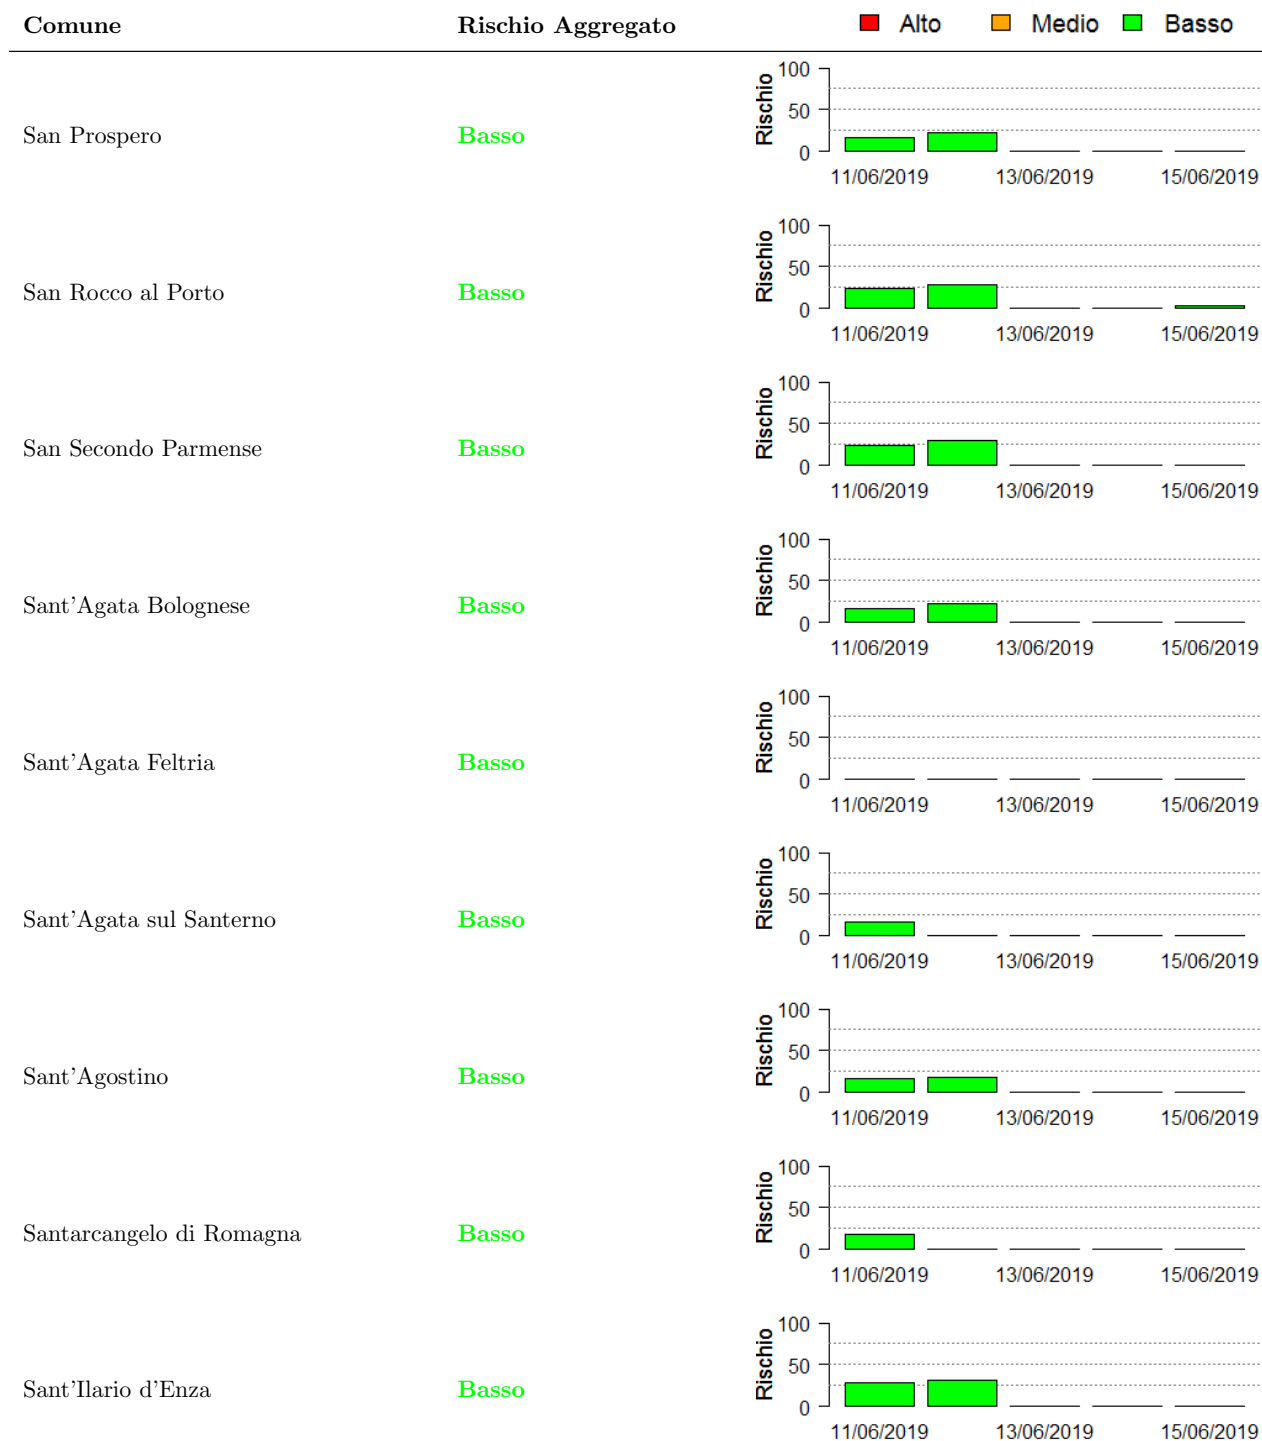 Comune Rischio Aggregato Alto Medio Basso
San Prospero Basso Rischio 100 50 0
11/06/2019 13/06/2019 15/06/2019
San Rocco al Porto Basso Rischio 100 50 0
11/06/2019 13/06/2019 15/06/2019
San Secondo Parmense Basso Rischio 100 50 0
11/06/2019 13/06/2019 15/06/2019
Sant'Agata Bolognese Basso Rischio 100 50 0
11/06/2019 13/06/2019 15/06/2019
Sant'Agata Feltria Basso Rischio 100 50 0
11/06/2019 13/06/2019 15/06/2019
Sant'Agata sul Santerno Basso Rischio 100 50 0
11/06/2019 13/06/2019 15/06/2019
Sant'Agostino Basso Rischio 100 50 0
11/06/2019 13/06/2019 15/06/2019
Santarcangelo di Romagna Basso Rischio 100 50 0
11/06/2019 13/06/2019 15/06/2019
Sant'Ilario d'Enza Basso Rischio 100 50 0
11/06/2019 13/06/2019 15/06/2019